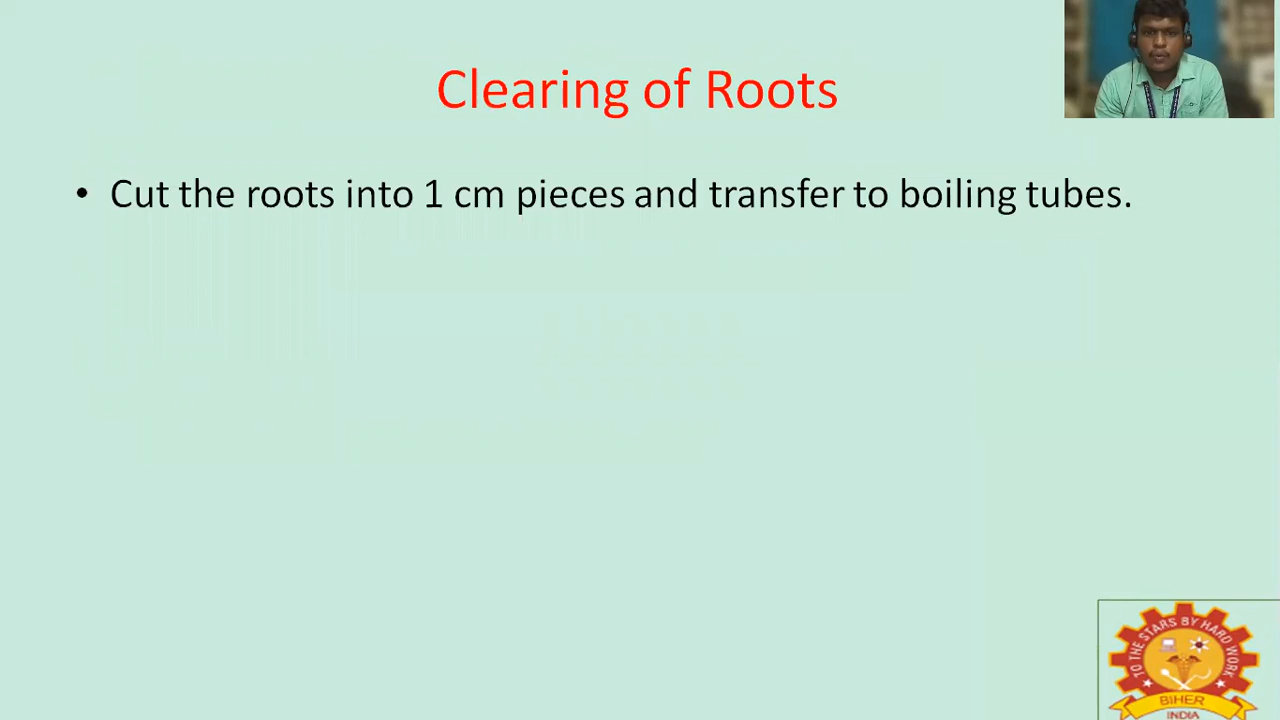 Clearing of Roots
• Cut the roots into 1 cm pieces and transfer to boiling tubes.
TO THE STARS BY HARD WORK
BIHER
INDIA